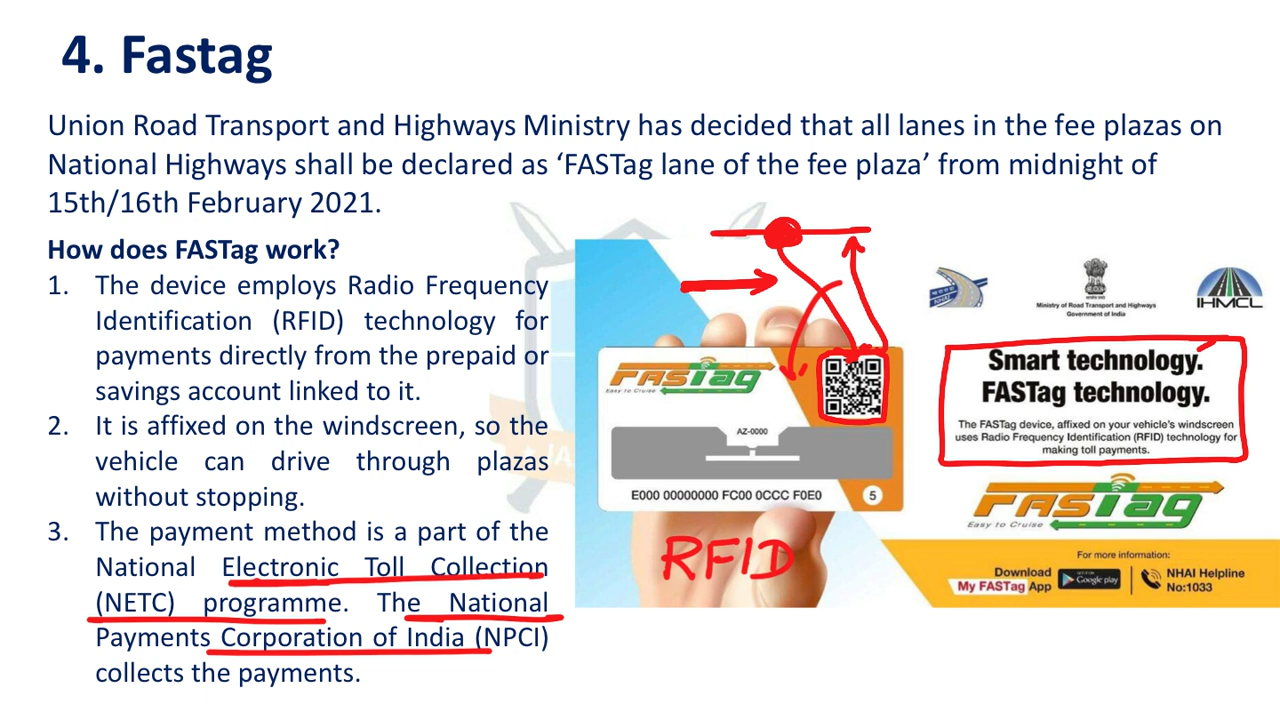 4. Fastag
Union Road Transport and Highways Ministry has decided that all lanes in the fee plazas on
National Highways shall be declared as ‘FASTag lane of the fee plaza’ from midnight of
15th/16th February 2021.
How does FASTag work?
1. The device employs Radio Frequency
Identification (RFID) technology for
payments directly from the prepaid or
savings account linked to it.
2. It is affixed on the windscreen, so the
vehicle can drive through plazas
without stopping.
3. The payment method is a part of the
National Electronic Toll Collection
(NETC) programme. The National
Payments Corporation of India (NPCI)
collects the payments.
FASTag
Easy to Cruise
AZ-0000
E000 00000000 FC00 0CCC F0E0
5
RFID
Ministry of Road Transport and Highways
Government of India
IHMCL
Smart technology.
FASTag technology.
The FASTag device, affixed on your vehicle's windscreen
uses Radio Frequency Identification (RFID) technology for
making toll payments.
FASTag
Easy to Cruise
For more information:
Download
My FASTag App
Google play
NHAI Helpline
No:1033